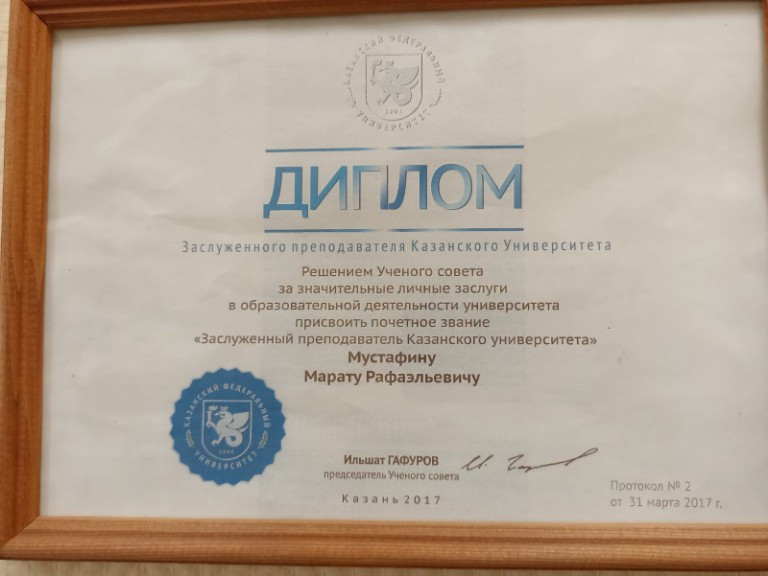 КАЗАНСКИЙ ФЕДЕРАЛЬНЫЙ
УНИВЕРСИТЕТ
1804
ДИПЛОМ
Заслуженного преподавателя Казанского Университета
Решением Ученого совета
за значительные личные заслуги
в образовательной деятельности университета
присвоить почетное звание
«Заслуженный преподаватель Казанского университета»
Мустафину
Марату Рафаэльевичу
КАЗАНСКИЙ ФЕДЕРАЛЬНЫЙ
УНИВЕРСИТЕТ
1804
Ильшат ГАФУРОВ
председатель Ученого совета
Казань 2017
Протокол № 2
от 31 марта 2017 г.